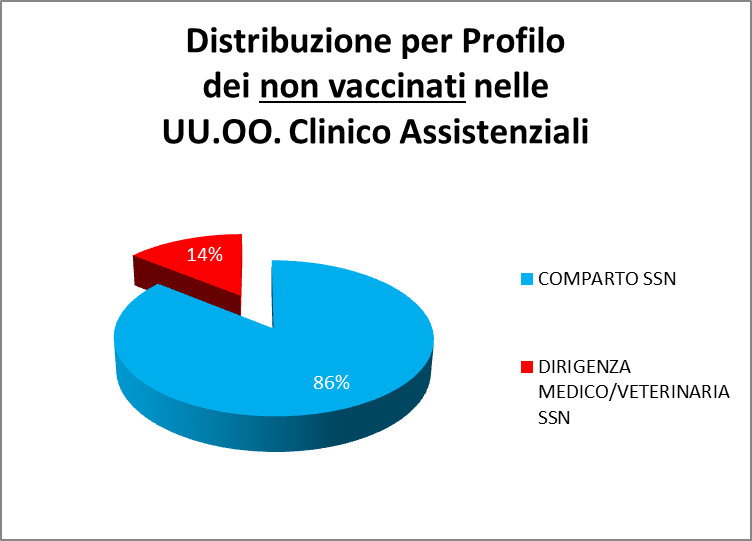 Distribuzione per Profilo
dei non vaccinati nelle
UU.OO. Clinico Assistenziali
14%
86%
COMPARTO SSN
DIRIGENZA
MEDICO/VETERINARIA
SSN